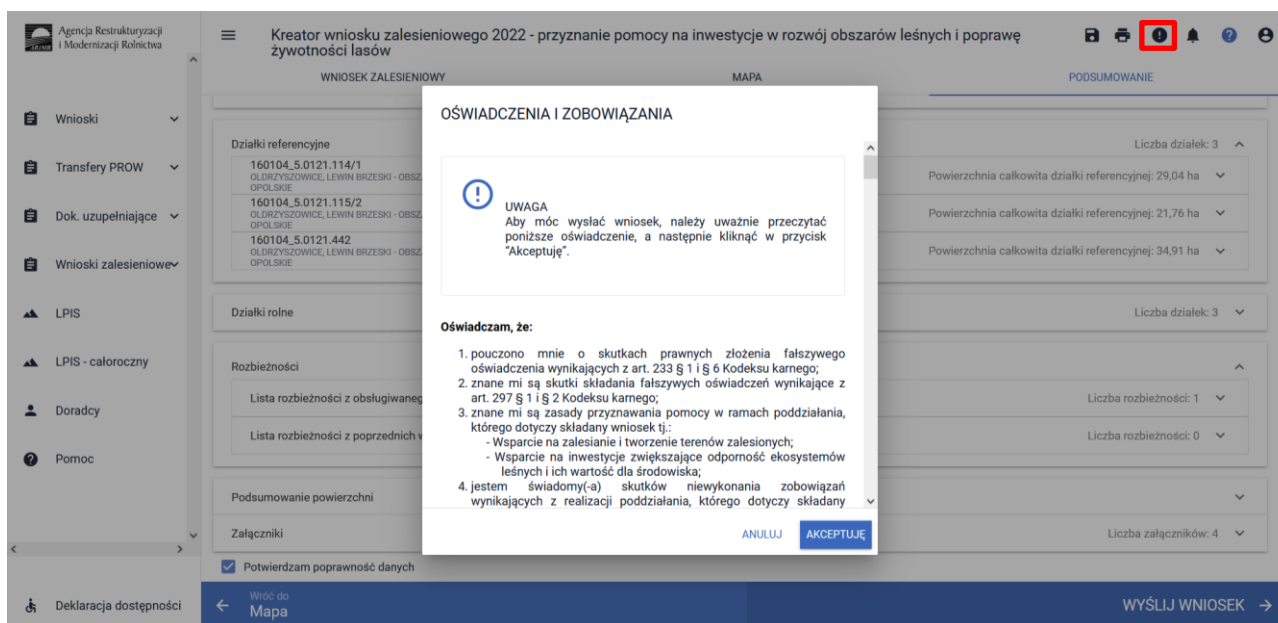 Agencja Restrukturyzacji
i Modernizacji Rolnictwa
ARiMR
Kreator wniosku zalesieniowego 2022 - przyznanie pomocy na inwestycje w rozwój obszarów leśnych i poprawę
żywotności lasów
WNIOSEK ZALESIENIOWY
MAPA
PODSUMOWANIE
Wnioski
Transfery PROW
Dok. uzupełniające
Wnioski zalesieniowe
LPIS
LPIS - całoroczny
Doradcy
Pomoc
Deklaracja dostępności
Działki referencyjne
Liczba działek: 3
160104_5.0121.114/1
OLDRZYSZOWICE, LEWIN BRZESKI - OBSZ
OPOLSKIE
Powierzchnia całkowita działki referencyjnej: 29,04 ha
160104_5.0121.115/2
OLDRZYSZOWICE, LEWIN BRZESKI - OBSZ
OPOLSKIE
Powierzchnia całkowita działki referencyjnej: 21,76 ha
160104_5.0121.442
OLDRZYSZOWICE, LEWIN BRZESKI - OBSZ
OPOLSKIE
Powierzchnia całkowita działki referencyjnej: 34,91 ha
Działki rolne
Liczba działek: 3
Rozbieżności
Lista rozbieżności z obsługiwaneg
Liczba rozbieżności: 1
Lista rozbieżności z poprzednich w
Liczba rozbieżności: 0
Podsumowanie powierzchni
Załączniki
Liczba załączników: 4
Potwierdzam poprawność danych
Wróć do
Mapa
WYŚLIJ WNIOSEK
OŚWIADCZENIA I ZOBOWIĄZANIA
UWAGA
Aby móc wysłać wniosek, należy uważnie przeczytać
poniższe oświadczenie, a następnie kliknąć w przycisk
"Akceptuję".
Oświadczam, że:
1. pouczono mnie o skutkach prawnych złożenia fałszywego
oświadczenia wynikających z art. 233 § 1 i § 6 Kodeksu karnego;
2. znane mi są skutki składania fałszywych oświadczeń wynikające z
art. 297 § 1 i § 2 Kodeksu karnego;
3. znane mi są zasady przyznawania pomocy w ramach poddziałania,
którego dotyczy składany wniosek tj.:
- Wsparcie na zalesianie i tworzenie terenów zalesionych;
- Wsparcie na inwestycje zwiększające odporność ekosystemów
leśnych i ich wartość dla środowiska;
4. jestem świadomy(-a) skutków niewykonania zobowiązań
wynikających z realizacji poddziałania, którego dotyczy składany
ANULUJ
AKCEPTUJĘ